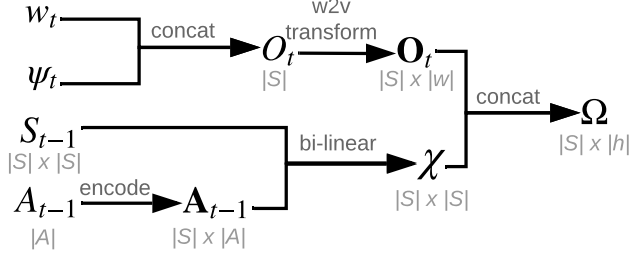 w_t
concat
ψ_t
O_t
|S|
w2v
transform
𝐎_t
|S| x |w|
concat
Ω
|S| x |h|
S_{t−1}
|S| x |S|
bi-linear
χ
|S| x |S|
A_{t−1}
|A|
encode
𝐀_{t−1}
|S| x |A|